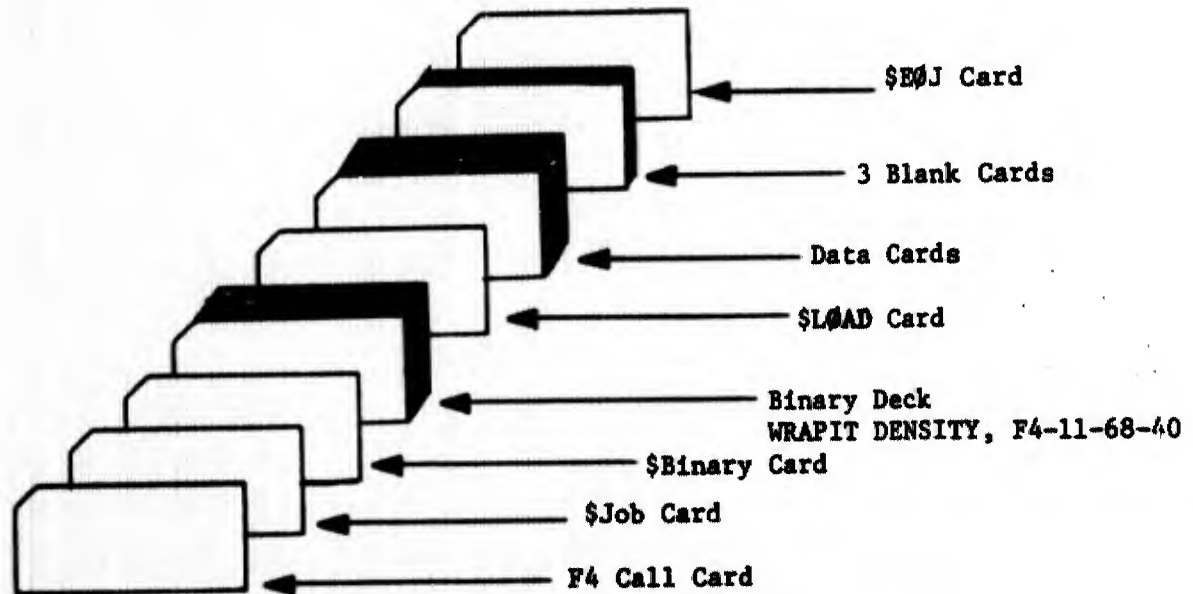 $EØJ Card
3 Blank Cards
Data Cards
$LØAD Card
Binary Deck
WRAPIT DENSITY, F4-11-68-40
$Binary Card
$Job Card
F4 Call Card